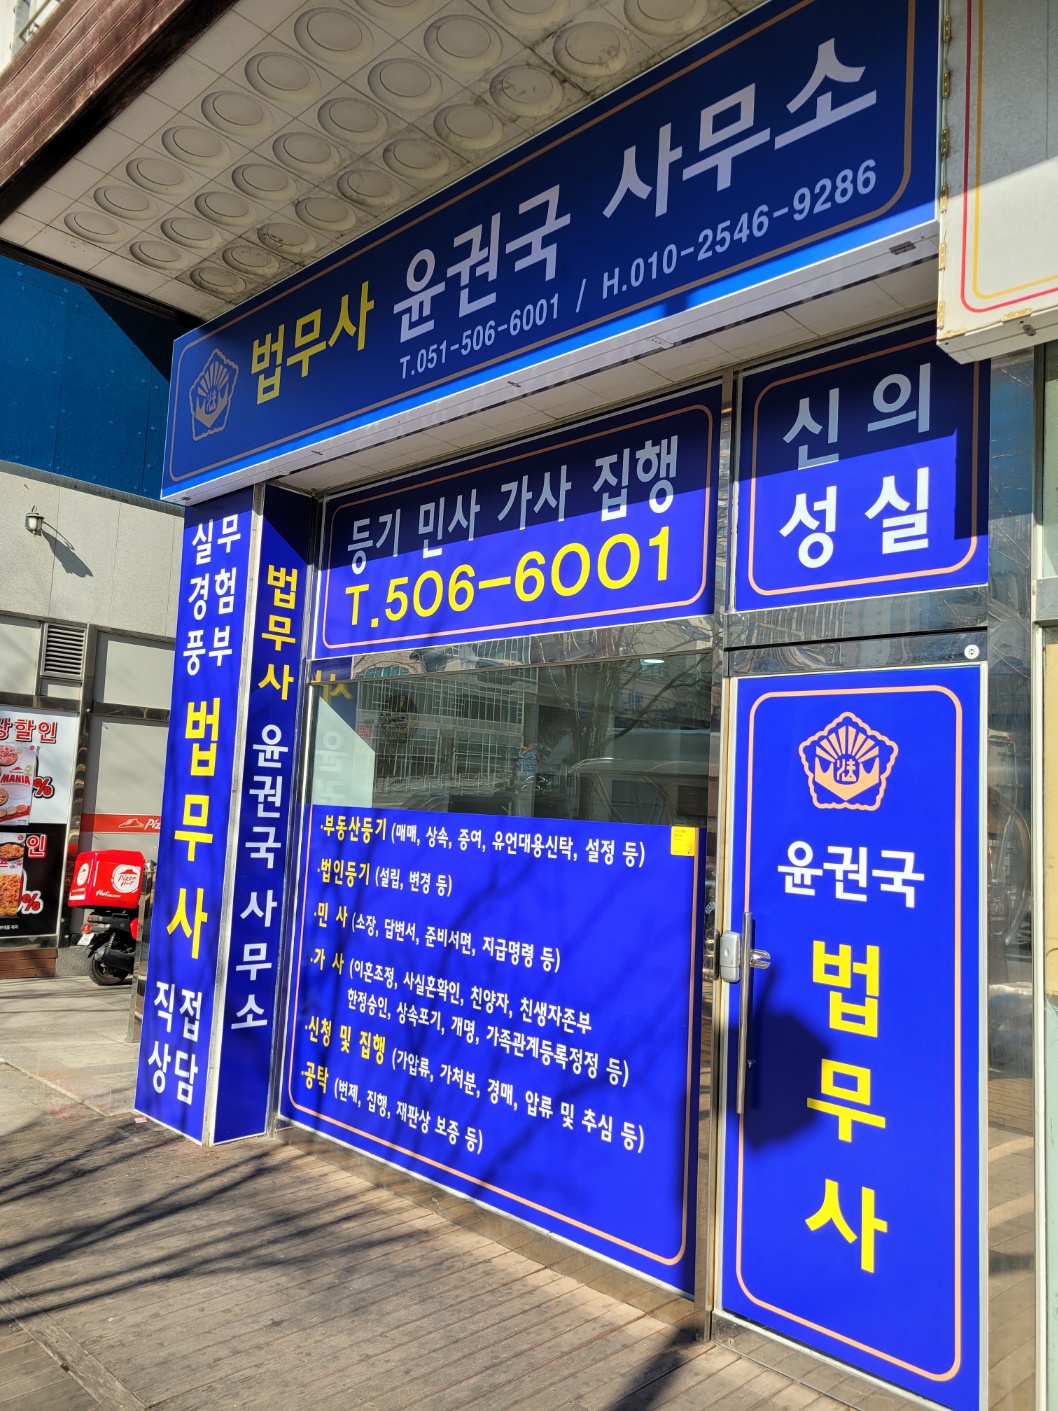 법무사 윤권국 사무소
T.051-506-6001 / H.010-2546-9286
등기 민사 가사 집행
T.506-6001
신의
성실
실무
경험
풍부
법무사
직접
상담
법무사 윤권국 사무소
·부동산등기 (매매, 상속, 증여, 유언대용신탁, 설정 등)
·법인등기 (설립, 변경 등)
·민 사 (소장, 답변서, 준비서면, 지급명령 등)
·가 사 (이혼조정, 사실혼확인, 친양자, 친생자존부
한정승인, 상속포기, 개명, 가족관계등록정정 등)
·신청 및 집행 (가압류, 가처분, 경매, 압류 및 추심 등)
·공탁 (변제, 집행, 재판상 보증 등)
法
윤권국
법무사
法
할인
MANIA
%
인
%
Pizza Hut